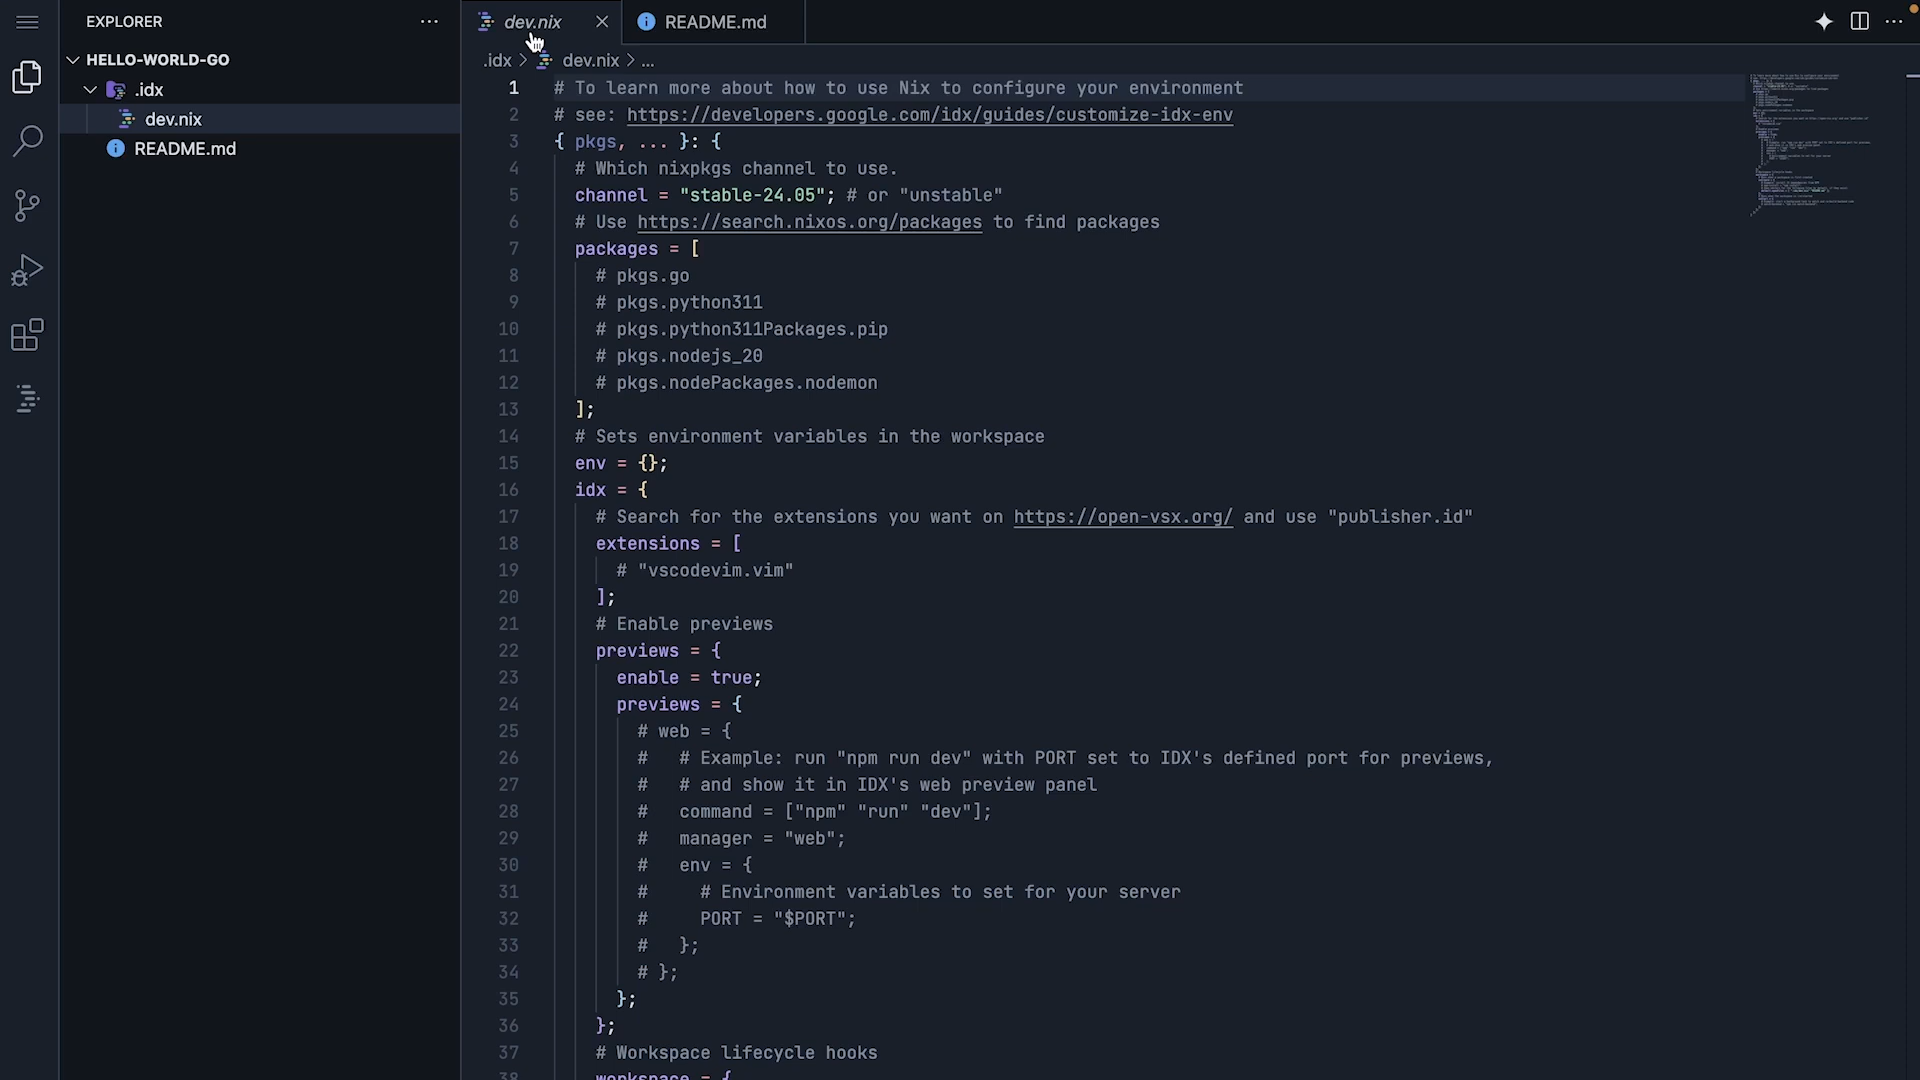 EXPLORER
HELLO-WORLD-GO
.idx
dev.nix
README.md
dev.nix
README.md
.idx > dev.nix > ...
1 # To learn more about how to use Nix to configure your environment
2 # see: https://developers.google.com/idx/guides/customize-idx-env
3 { pkgs, ... }: {
4 # Which nixpkgs channel to use.
5 channel = "stable-24.05"; # or "unstable"
6 # Use https://search.nixos.org/packages to find packages
7 packages = [
8 # pkgs.go
9 # pkgs.python311
10 # pkgs.python311Packages.pip
11 # pkgs.nodejs_20
12 # pkgs.nodePackages.nodemon
13 ];
14 # Sets environment variables in the workspace
15 env = {};
16 idx = {
17 # Search for the extensions you want on https://open-vsx.org/ and use "publisher.id"
18 extensions = [
19 # "vscodevim.vim"
20 ];
21 # Enable previews
22 previews = {
23 enable = true;
24 previews = {
25 # web = {
26 # # Example: run "npm run dev" with PORT set to IDX's defined port for previews,
27 # # and show it in IDX's web preview panel
28 # command = ["npm" "run" "dev"];
29 # manager = "web";
30 # env = {
31 # # Environment variables to set for your server
32 # PORT = "$PORT";
33 # };
34 # };
35 };
36 };
37 # Workspace lifecycle hooks
38 workspace = {